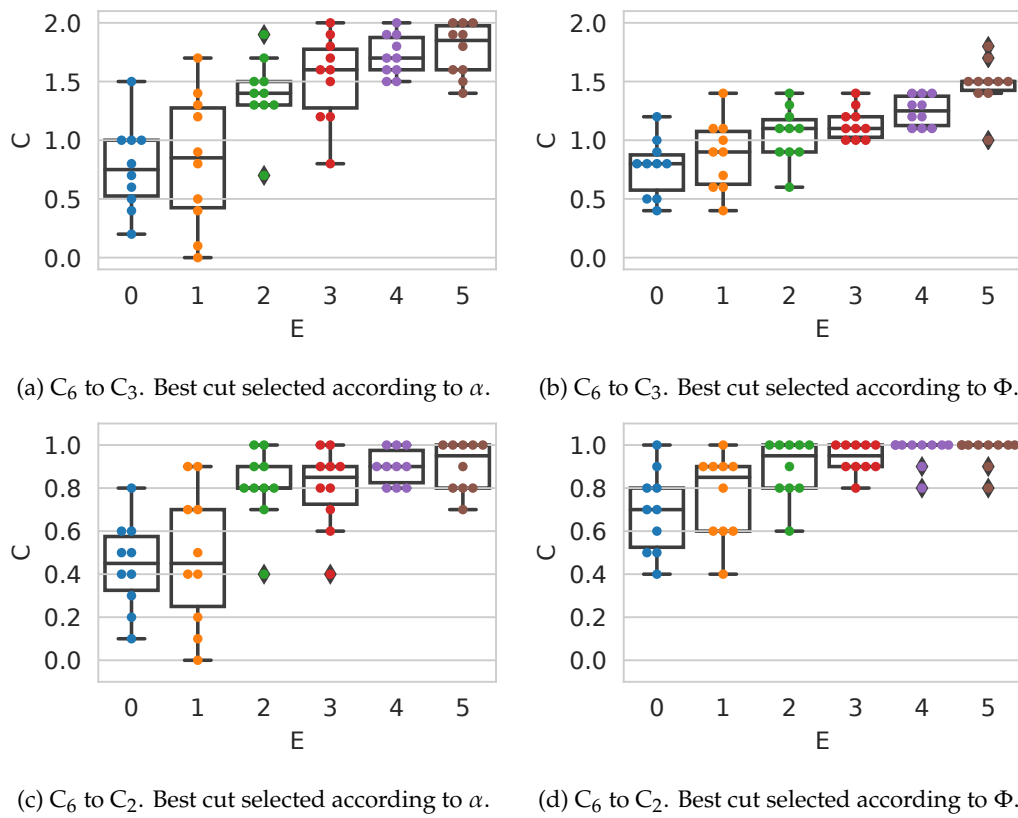 2.0
1.5
1.0
0.5
0.0
C
0 1 2 3 4 5
E
2.0
1.5
1.0
0.5
0.0
C
0 1 2 3 4 5
E
(a) C₆ to C₃. Best cut selected according to α.
(b) C₆ to C₃. Best cut selected according to Φ.
1.0
0.8
0.6
0.4
0.2
0.0
C
0 1 2 3 4 5
E
1.0
0.8
0.6
0.4
0.2
0.0
C
0 1 2 3 4 5
E
(c) C₆ to C₂. Best cut selected according to α.
(d) C₆ to C₂. Best cut selected according to Φ.